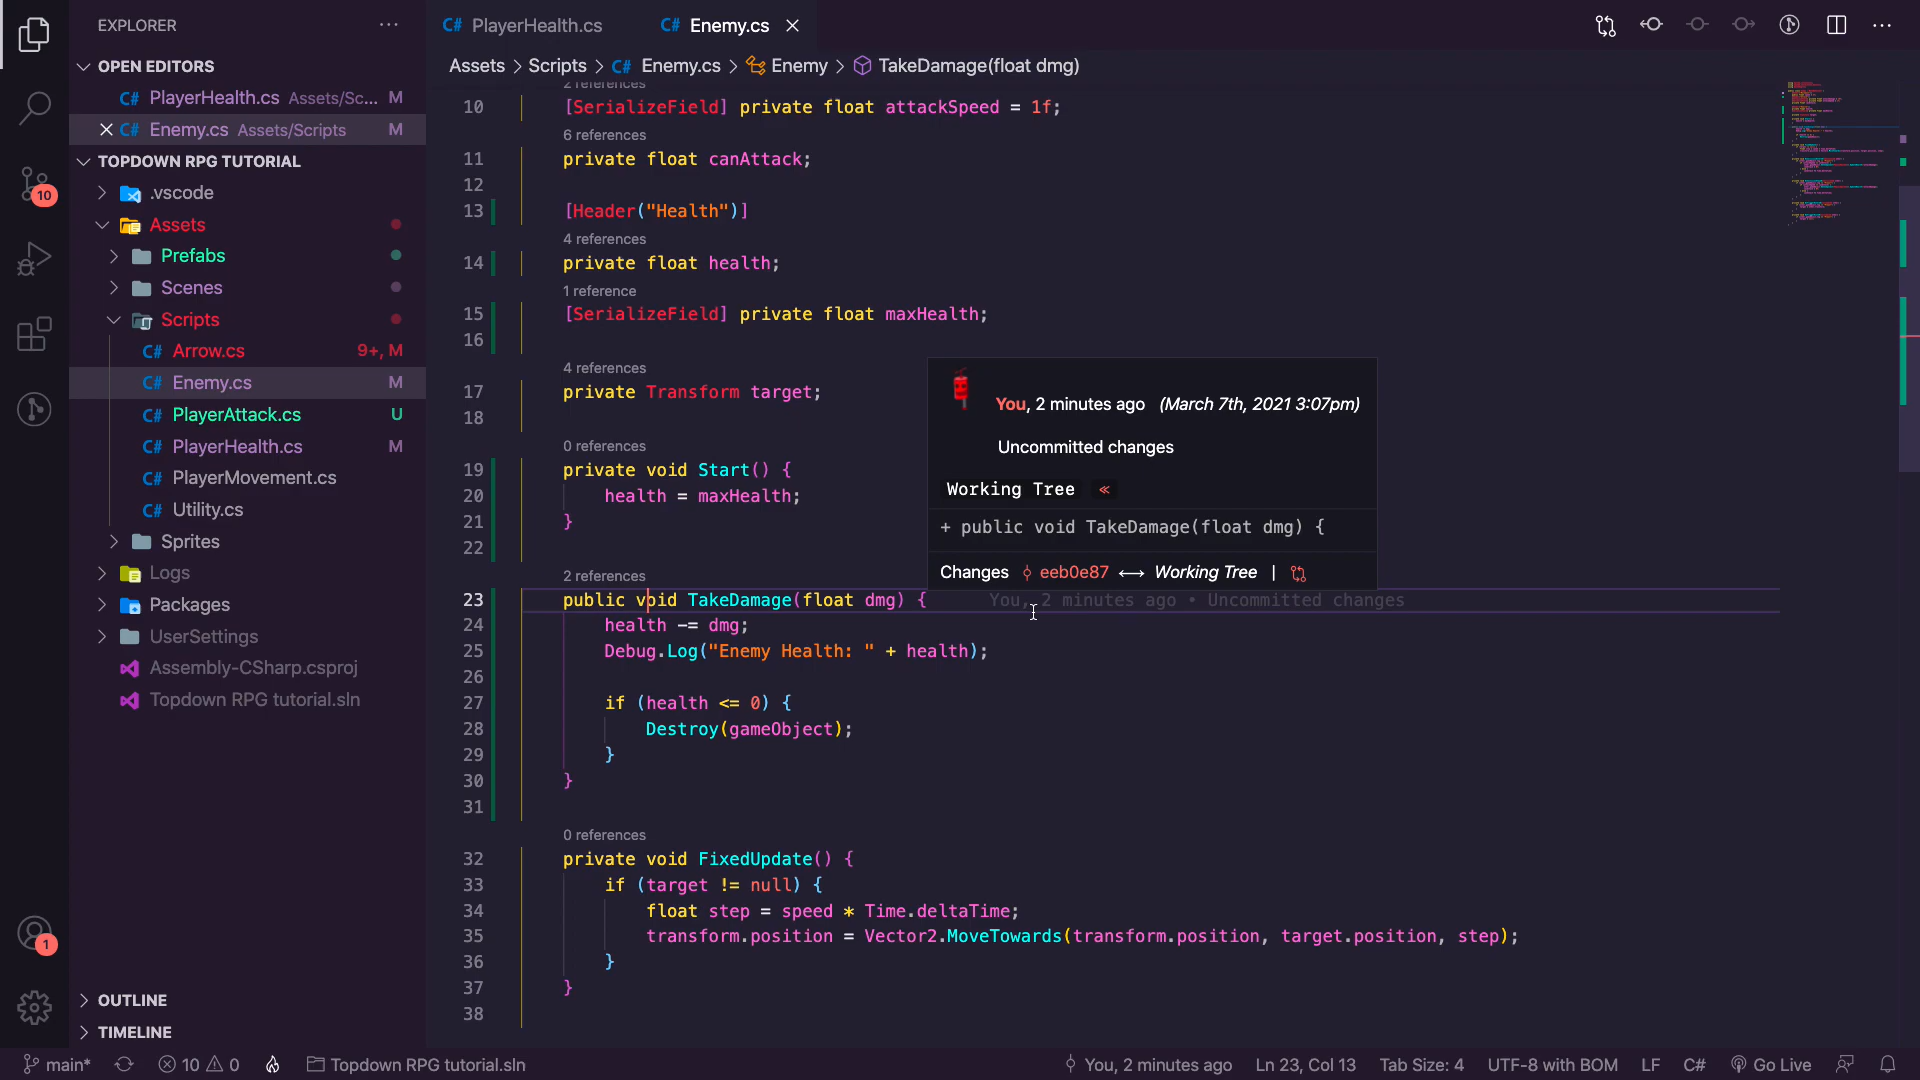 EXPLORER
OPEN EDITORS
C# PlayerHealth.cs Assets/Sc... M
C# Enemy.cs Assets/Scripts M
TOPDOWN RPG TUTORIAL
.vscode
Assets
Prefabs
Scenes
Scripts
C# Arrow.cs 9+, M
C# Enemy.cs M
C# PlayerAttack.cs U
C# PlayerHealth.cs M
C# PlayerMovement.cs
C# Utility.cs
Sprites
Logs
Packages
UserSettings
Assembly-CSharp.csproj
Topdown RPG tutorial.sln
OUTLINE
TIMELINE
10
1
C# PlayerHealth.cs C# Enemy.cs
Assets > Scripts > C# Enemy.cs > Enemy > TakeDamage(float dmg)
2 references
10 [SerializeField] private float attackSpeed = 1f;
6 references
11 private float canAttack;
12
13 [Header("Health")]
4 references
14 private float health;
1 reference
15 [SerializeField] private float maxHealth;
16
4 references
17 private Transform target;
18
0 references
19 private void Start() {
20 health = maxHealth;
21 }
22
2 references
23 public void TakeDamage(float dmg) { You, 2 minutes ago • Uncommitted changes
24 health -= dmg;
25 Debug.Log("Enemy Health: " + health);
26
27 if (health <= 0) {
28 Destroy(gameObject);
29 }
30 }
31
0 references
32 private void FixedUpdate() {
33 if (target != null) {
34 float step = speed * Time.deltaTime;
35 transform.position = Vector2.MoveTowards(transform.position, target.position, step);
36 }
37 }
38
You, 2 minutes ago (March 7th, 2021 3:07pm)
Uncommitted changes
Working Tree «
+ public void TakeDamage(float dmg) {
Changes eeb0e87 ⟷ Working Tree |
main* 10 0 Topdown RPG tutorial.sln You, 2 minutes ago Ln 23, Col 13 Tab Size: 4 UTF-8 with BOM LF C# Go Live